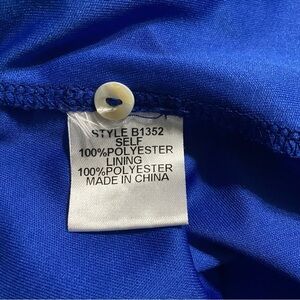 STYLE B1352
SELF
100%POLYESTER
LINING
100%POLYESTER
MADE IN CHINA